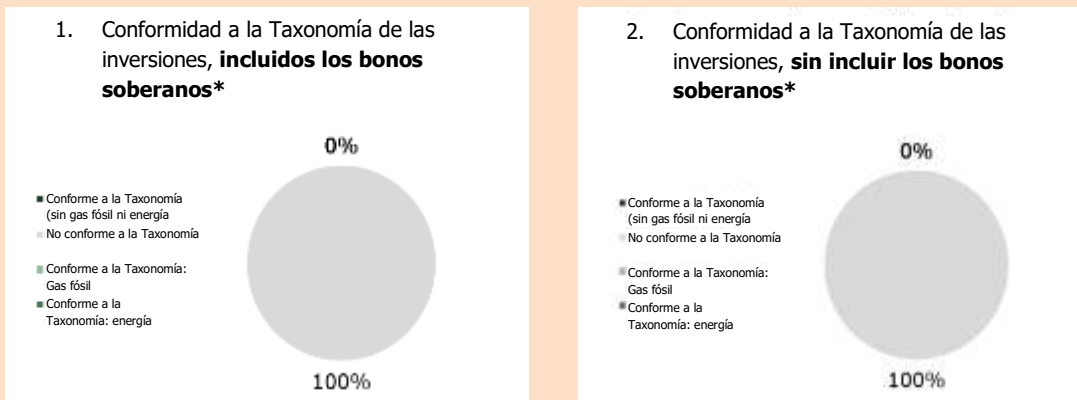 1. Conformidad a la Taxonomía de las
inversiones, incluidos los bonos
soberanos*
0%
Conforme a la Taxonomía
(sin gas fósil ni energía
No conforme a la Taxonomía
Conforme a la Taxonomía:
Gas fósil
Conforme a la
Taxonomía: energía
100%
2. Conformidad a la Taxonomía de las
inversiones, sin incluir los bonos
soberanos*
0%
Conforme a la Taxonomía
(sin gas fósil ni energía
No conforme a la Taxonomía
Conforme a la Taxonomía:
Gas fósil
Conforme a la
Taxonomía: energía
100%